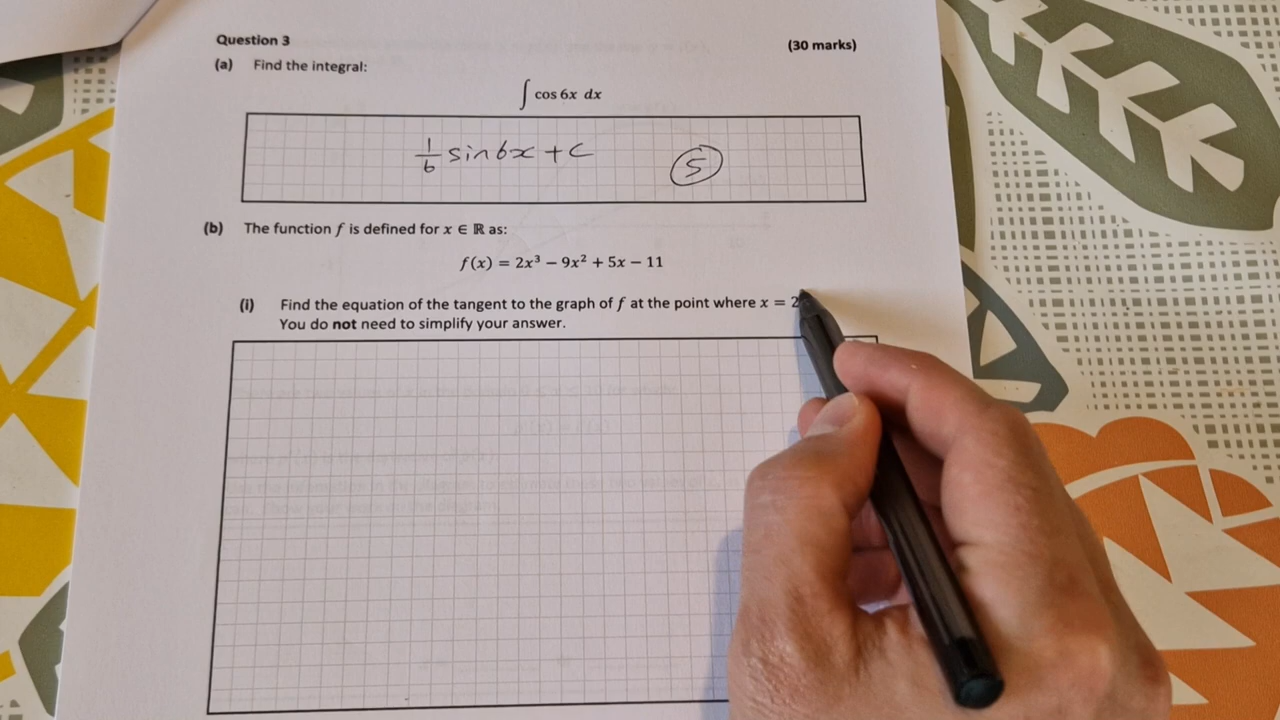 Question 3 (30 marks)
(a) Find the integral:
∫ cos 6x dx
1/6 sin6x + c (5)
(b) The function f is defined for x ∈ ℝ as:
f(x) = 2x³ − 9x² + 5x − 11
(i) Find the equation of the tangent to the graph of f at the point where x = 2
You do not need to simplify your answer.